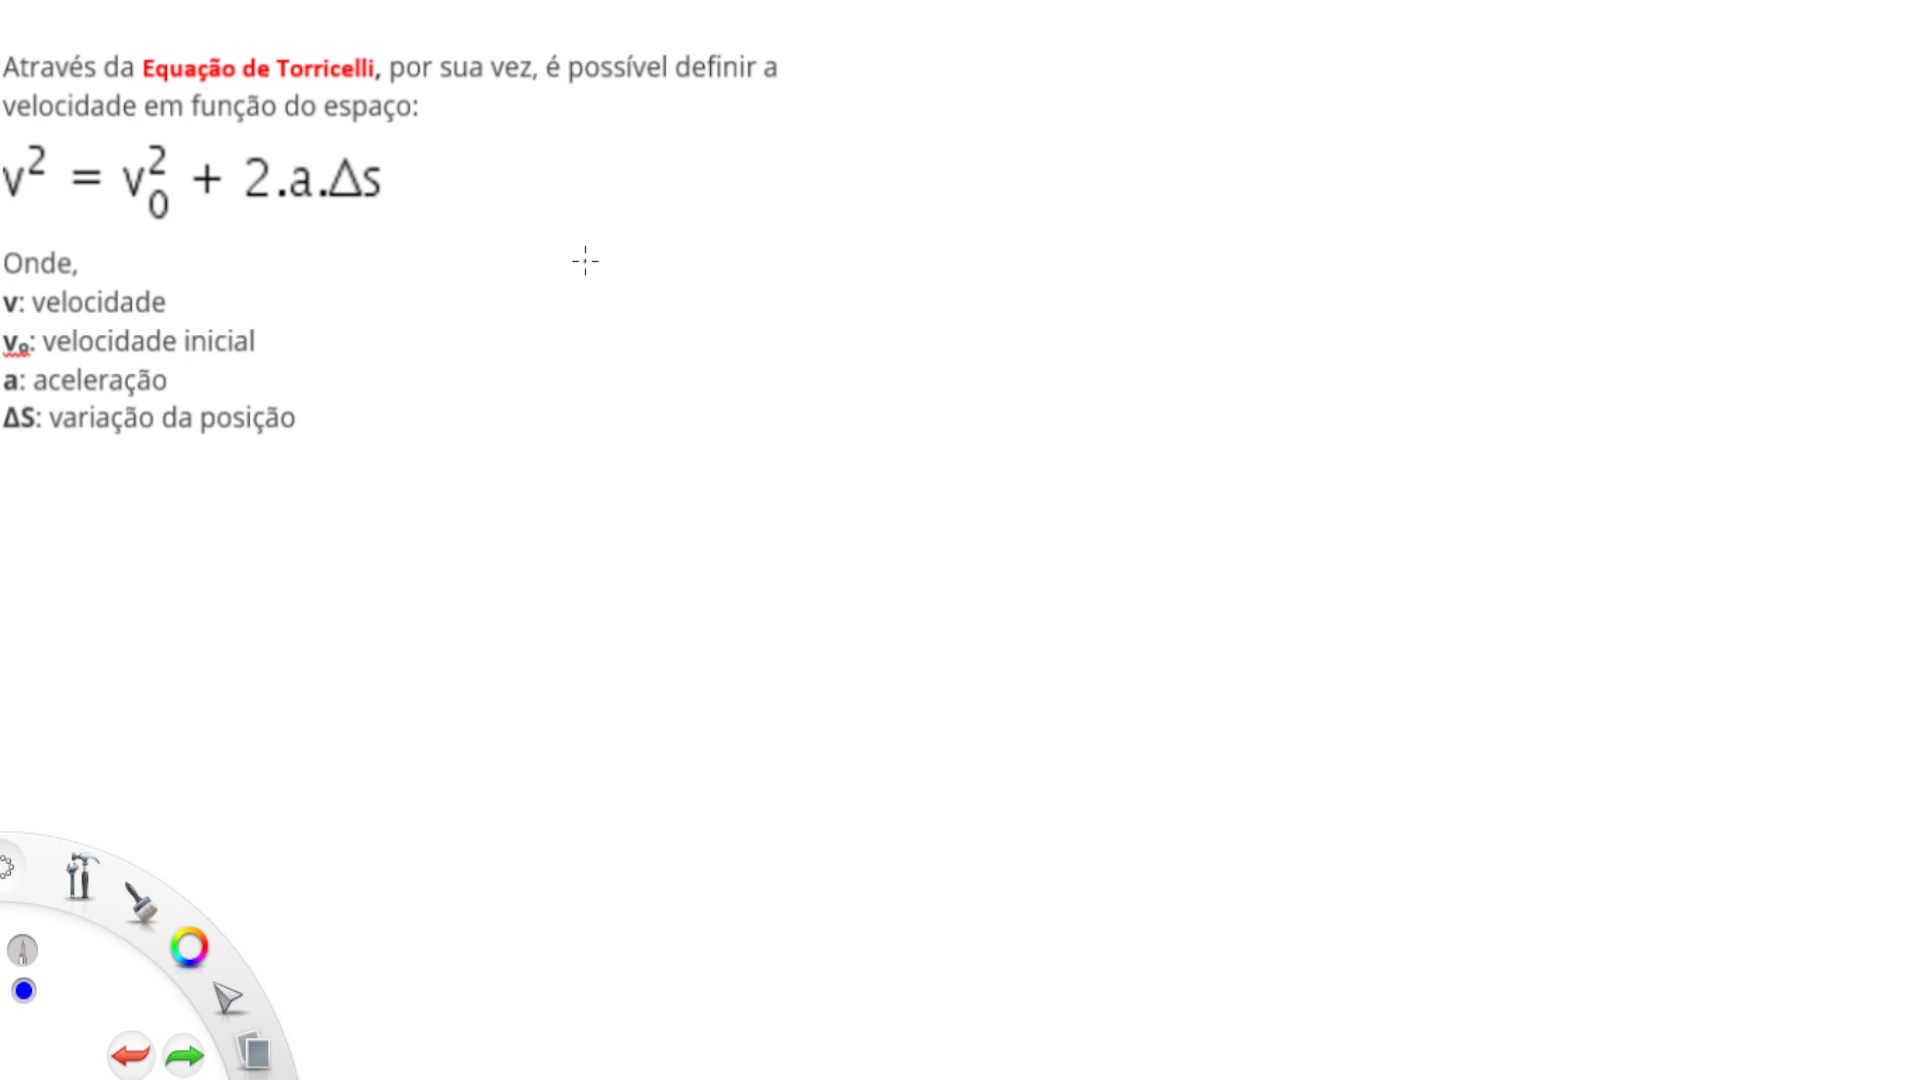 Através da Equação de Torricelli, por sua vez, é possível definir a
velocidade em função do espaço:
v² = v₀² + 2.a.Δs
Onde,
v: velocidade
v₀: velocidade inicial
a: aceleração
ΔS: variação da posição